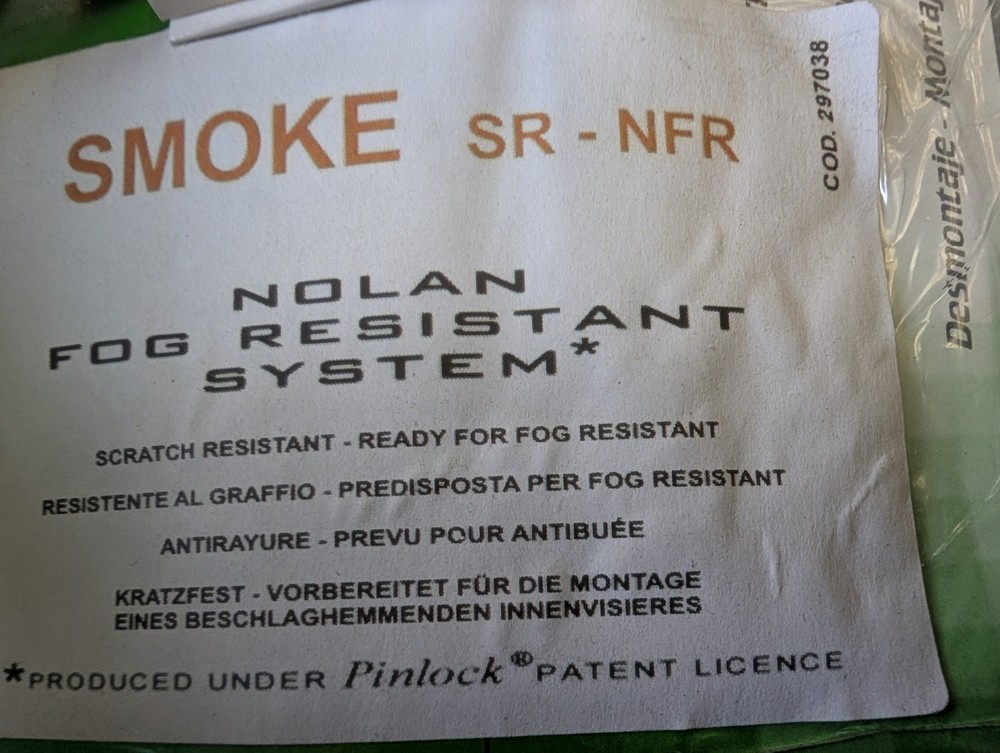 SMOKE SR - NFR
COD. 297038
NOLAN
FOG RESISTANT
SYSTEM*
SCRATCH RESISTANT - READY FOR FOG RESISTANT
RESISTENTE AL GRAFFIO - PREDISPOSTA PER FOG RESISTANT
ANTIRAYURE - PREVU POUR ANTIBUÉE
KRATZFEST - VORBEREITET FÜR DIE MONTAGE
EINES BESCHLAGHEMMENDEN INNENVISIERES
*PRODUCED UNDER Pinlock® PATENT LICENCE
Desmontaje -